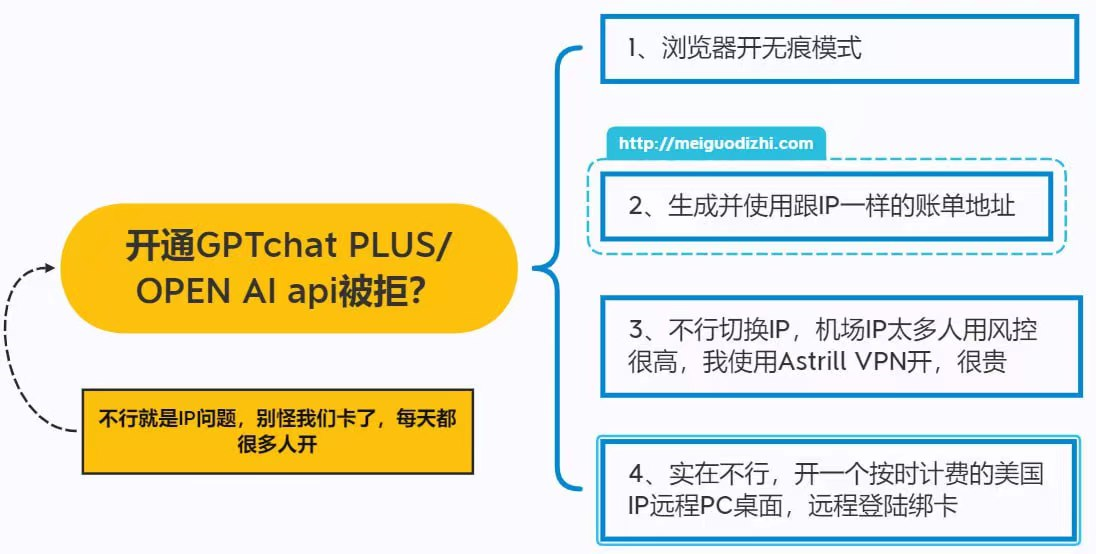 开通GPTchat PLUS/
OPEN AI api被拒？
不行就是IP问题，别怪我们卡了，每天都
很多人开
1、浏览器开无痕模式
http://meiguodizhi.com
2、生成并使用跟IP一样的账单地址
3、不行切换IP，机场IP太多人用风控
很高，我使用Astrill VPN开，很贵
4、实在不行，开一个按时计费的美国
IP远程PC桌面，远程登陆绑卡